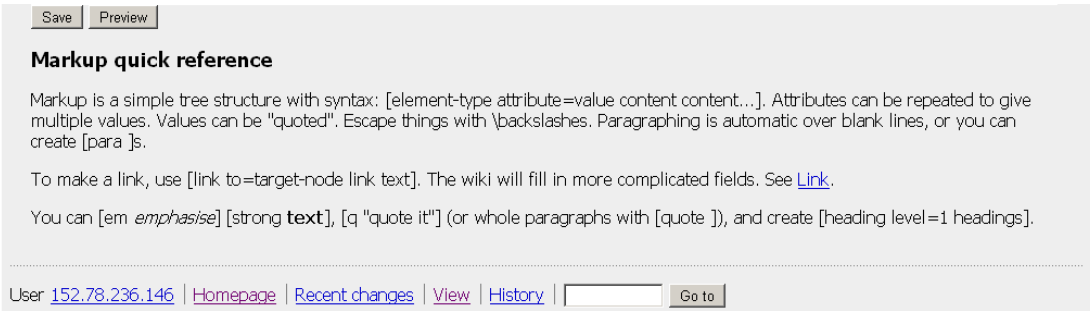 Save Preview
Markup quick reference
Markup is a simple tree structure with syntax: [element-type attribute=value content content...]. Attributes can be repeated to give
multiple values. Values can be "quoted". Escape things with \backslashes. Paragraphing is automatic over blank lines, or you can
create [para ]s.
To make a link, use [link to=target-node link text]. The wiki will fill in more complicated fields. See Link.
You can [em emphasise] [strong text], [q "quote it"] (or whole paragraphs with [quote ]), and create [heading level=1 headings].
User 152.78.236.146 | Homepage | Recent changes | View | History | Go to